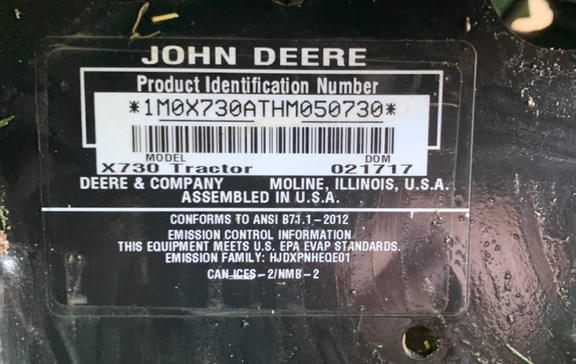 JOHN DEERE
Product Identification Number
*1M0X730ATHM050730*
MODEL DOM
X730 Tractor 021717
DEERE & COMPANY MOLINE, ILLINOIS, U.S.A.
ASSEMBLED IN U.S.A.
CONFORMS TO ANSI B71.1-2012
EMISSION CONTROL INFORMATION
THIS EQUIPMENT MEETS U.S. EPA EVAP STANDARDS.
EMISSION FAMILY: HJDXPNHEQE01
CAN ICES-2/NMB-2